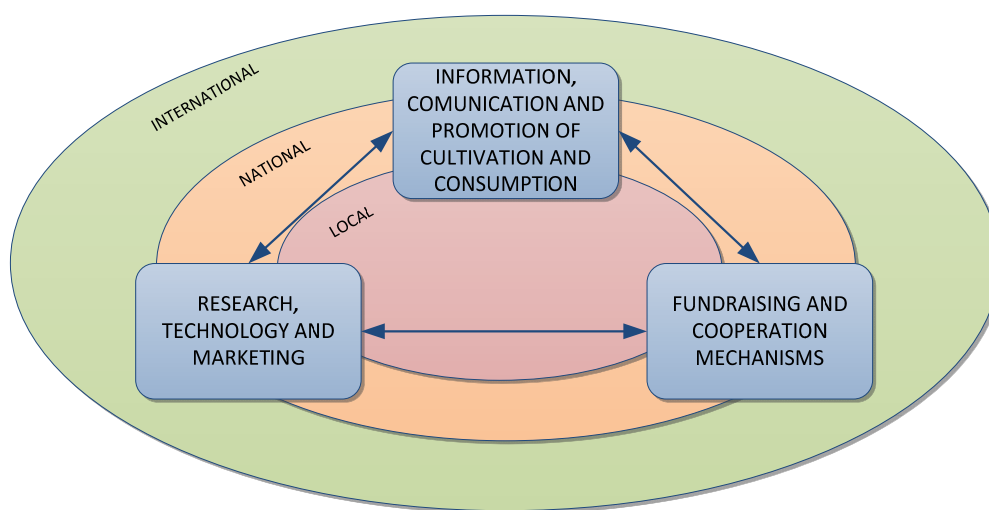 INTERNATIONAL
NATIONAL
LOCAL
INFORMATION,
COMUNICATION AND
PROMOTION OF
CULTIVATION AND
CONSUMPTION
RESEARCH,
TECHNOLOGY AND
MARKETING
FUNDRAISING AND
COOPERATION
MECHANISMS